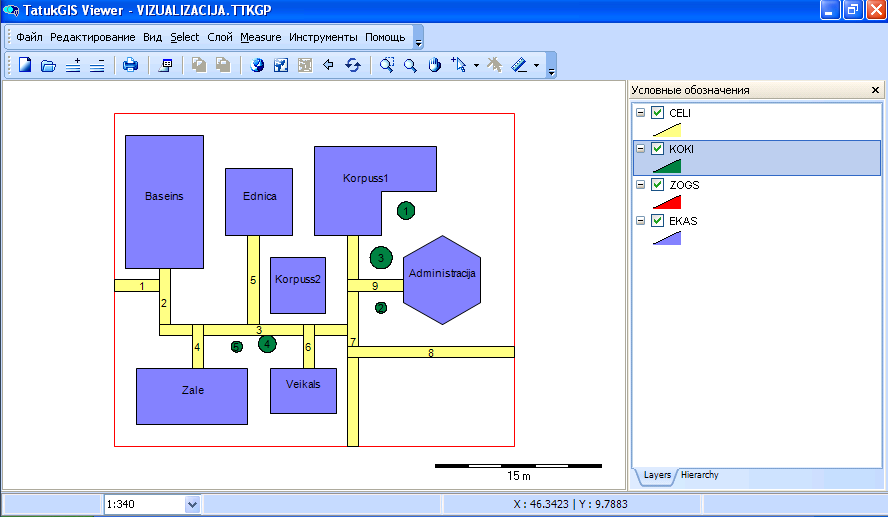 TatukGIS Viewer - VIZUALIZACIJA.TTKGP
Файл Редактирование Вид Select Слой Measure Инструменты Помощь
Условные обозначения
CELI
KOKI
ZOGS
EKAS
Baseins
Ednica
Korpuss1
1
3
Administracija
Korpuss2
5
1
9
2
2
3
4
5
4
6
7
8
Zale
Veikals
15 m
Layers Hierarchy
1:340
X : 46.3423 | Y : 9.7883